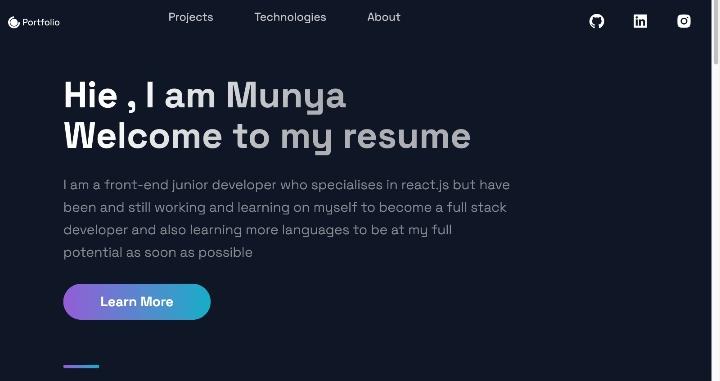 Portfolio
Projects
Technologies
About
Hie , I am Munya
Welcome to my resume
I am a front-end junior developer who specialises in react.js but have
been and still working and learning on myself to become a full stack
developer and also learning more languages to be at my full
potential as soon as possible
Learn More